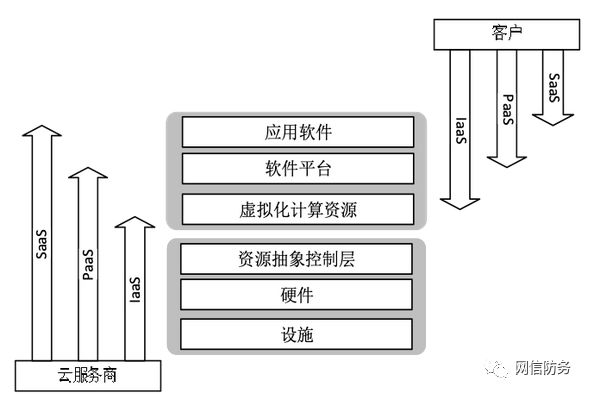 客户
IaaS
PaaS
SaaS
应用软件
软件平台
虚拟化计算资源
资源抽象控制层
硬件
设施
SaaS
PaaS
IaaS
云服务商
网信防务